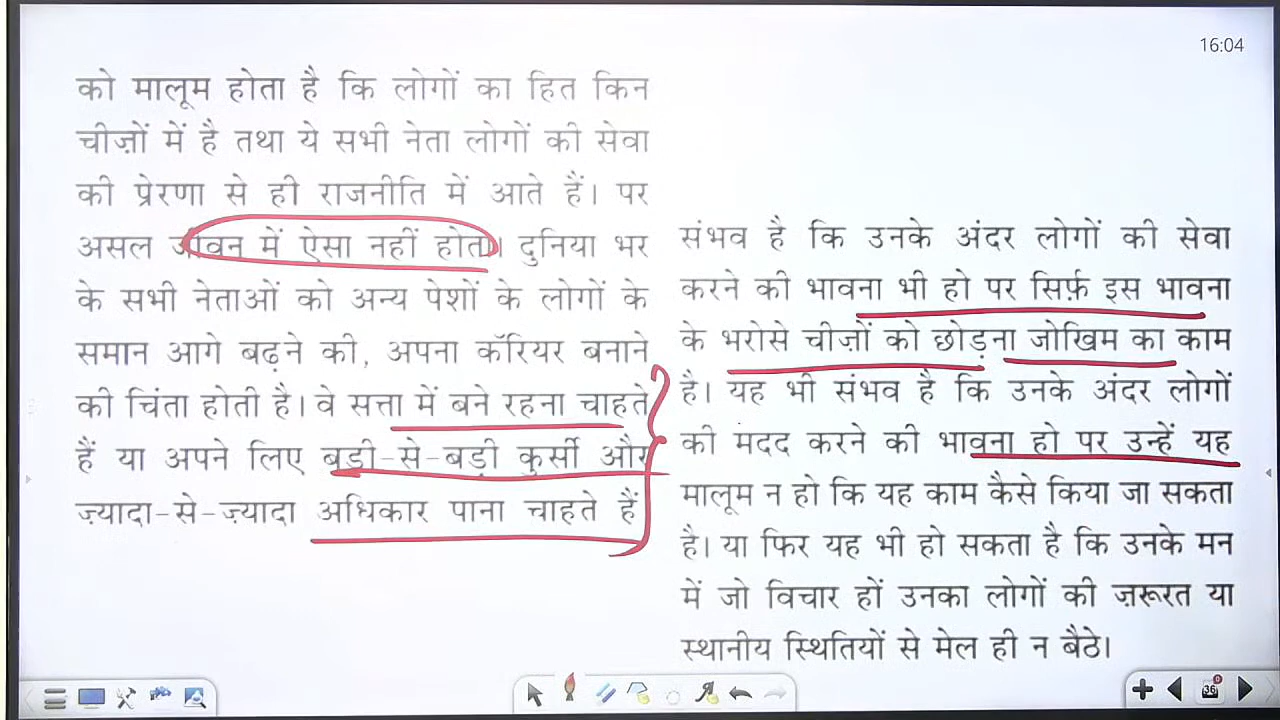 16:04
को मालूम होता है कि लोगों का हित किन
चीज़ों में है तथा ये सभी नेता लोगों की सेवा
की प्रेरणा से ही राजनीति में आते हैं। पर
असल जीवन में ऐसा नहीं होता। दुनिया भर
के सभी नेताओं को अन्य पेशों के लोगों के
समान आगे बढ़ने की, अपना कॅरियर बनाने
की चिंता होती है। वे सत्ता में बने रहना चाहते
हैं या अपने लिए बड़ी-से-बड़ी कुर्सी और
ज़्यादा-से-ज़्यादा अधिकार पाना चाहते हैं
संभव है कि उनके अंदर लोगों की सेवा
करने की भावना भी हो पर सिर्फ़ इस भावना
के भरोसे चीज़ों को छोड़ना जोखिम का काम
है। यह भी संभव है कि उनके अंदर लोगों
की मदद करने की भावना हो पर उन्हें यह
मालूम न हो कि यह काम कैसे किया जा सकता
है। या फिर यह भी हो सकता है कि उनके मन
में जो विचार हों उनका लोगों की ज़रूरत या
स्थानीय स्थितियों से मेल ही न बैठे।
36